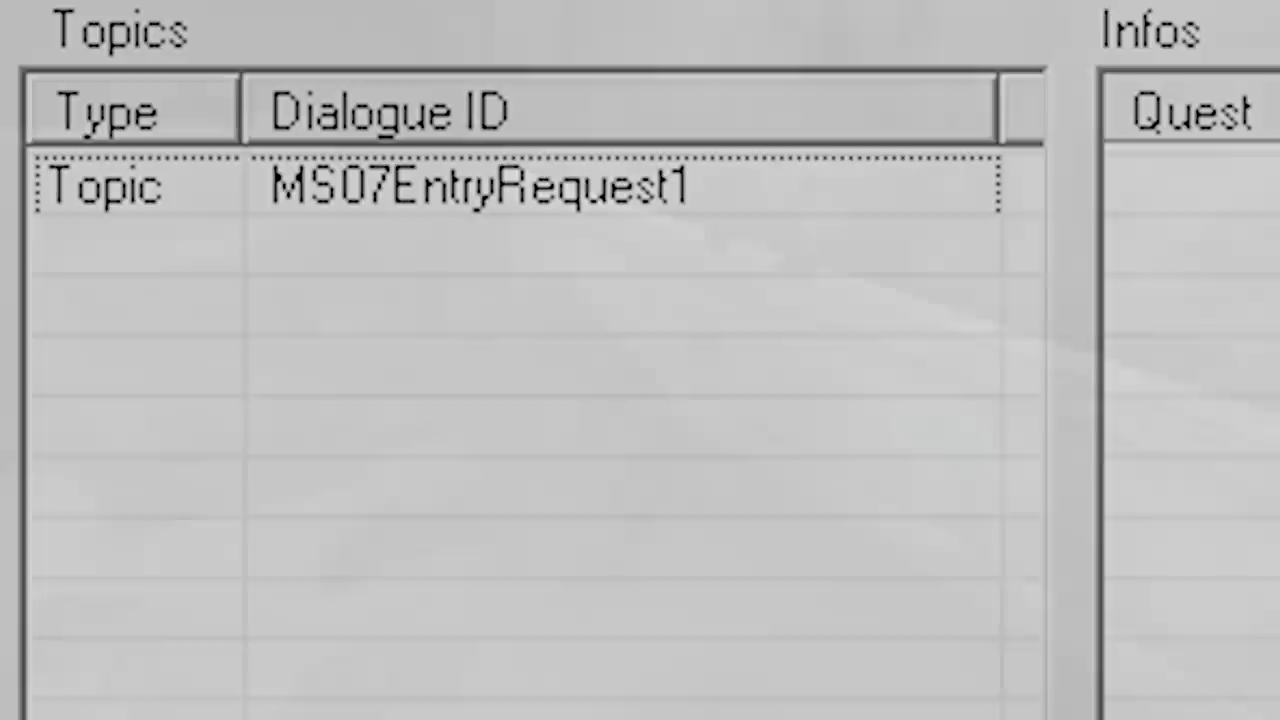 Topics
Infos
Type Dialogue ID
Quest
Topic MS07EntryRequest1